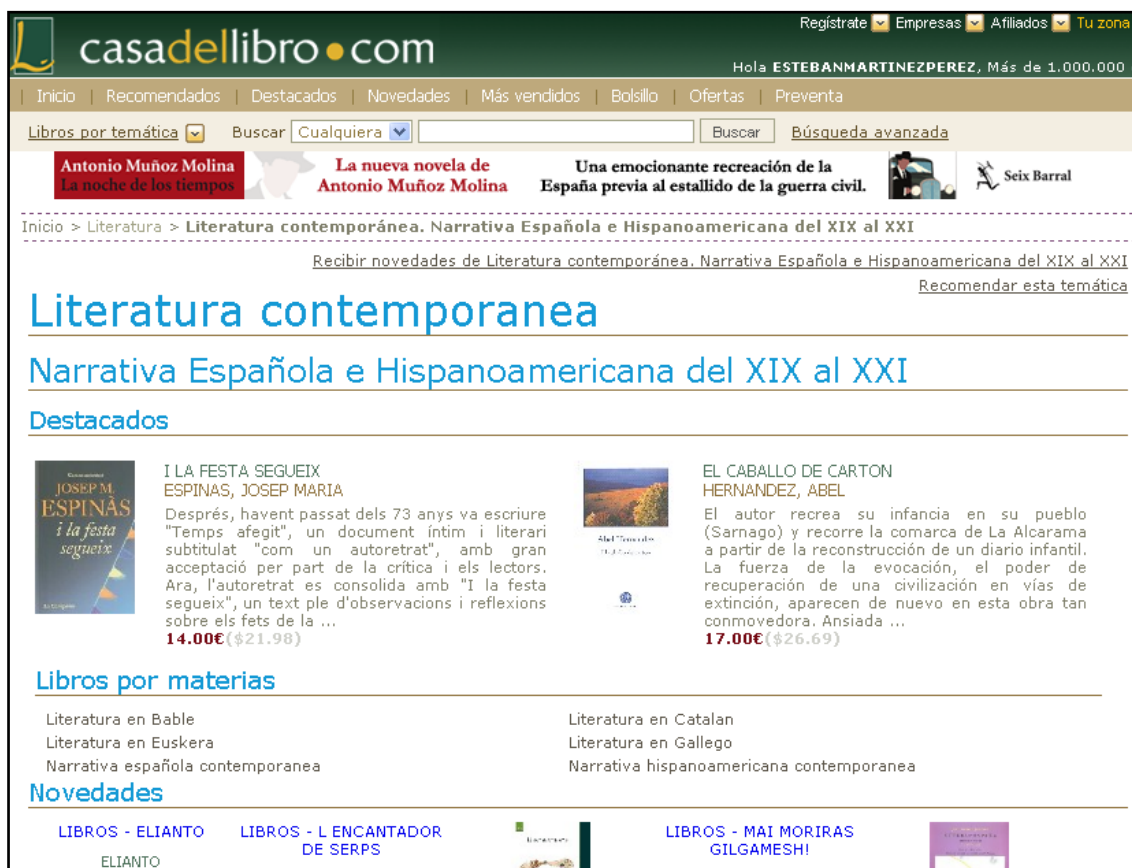 Regístrate Empresas Afiliados Tu zona
casadellibro.com
Hola ESTEBANMARTINEZPEREZ, Más de 1.000.000
| Inicio | Recomendados | Destacados | Novedades | Más vendidos | Bolsillo | Ofertas | Preventa
Libros por temática Buscar Cualquiera Buscar Búsqueda avanzada
Antonio Muñoz Molina
La noche de los tiempos
La nueva novela de
Antonio Muñoz Molina
Una emocionante recreación de la
España previa al estallido de la guerra civil.
Seix Barral
Inicio > Literatura > Literatura contemporánea. Narrativa Española e Hispanoamericana del XIX al XXI
Recibir novedades de Literatura contemporánea. Narrativa Española e Hispanoamericana del XIX al XXI
Recomendar esta temática
Literatura contemporanea
Narrativa Española e Hispanoamericana del XIX al XXI
Destacados
JOSEP M.
ESPINÀS
i la festa
segueix
I LA FESTA SEGUEIX
ESPINAS, JOSEP MARIA
Després, havent passat dels 73 anys va escriure
"Temps afegit", un document íntim i literari
subtitulat "com un autoretrat", amb gran
acceptació per part de la crítica i els lectors.
Ara, l'autoretrat es consolida amb "I la festa
segueix", un text ple d'observacions i reflexions
sobre els fets de la ...
14.00€($21.98)
Abel Hernández
EL CABALLO DE CARTON
HERNANDEZ, ABEL
El autor recrea su infancia en su pueblo
(Sarnago) y recorre la comarca de La Alcarama
a partir de la reconstrucción de un diario infantil.
La fuerza de la evocación, el poder de
recuperación de una civilización en vías de
extinción, aparecen de nuevo en esta obra tan
conmovedora. Ansiada ...
17.00€($26.69)
Libros por materias
Literatura en Bable
Literatura en Catalan
Literatura en Euskera
Literatura en Gallego
Narrativa española contemporanea
Narrativa hispanoamericana contemporanea
Novedades
LIBROS - ELIANTO
ELIANTO
LIBROS - L ENCANTADOR
DE SERPS
LIBROS - MAI MORIRAS
GILGAMESH!